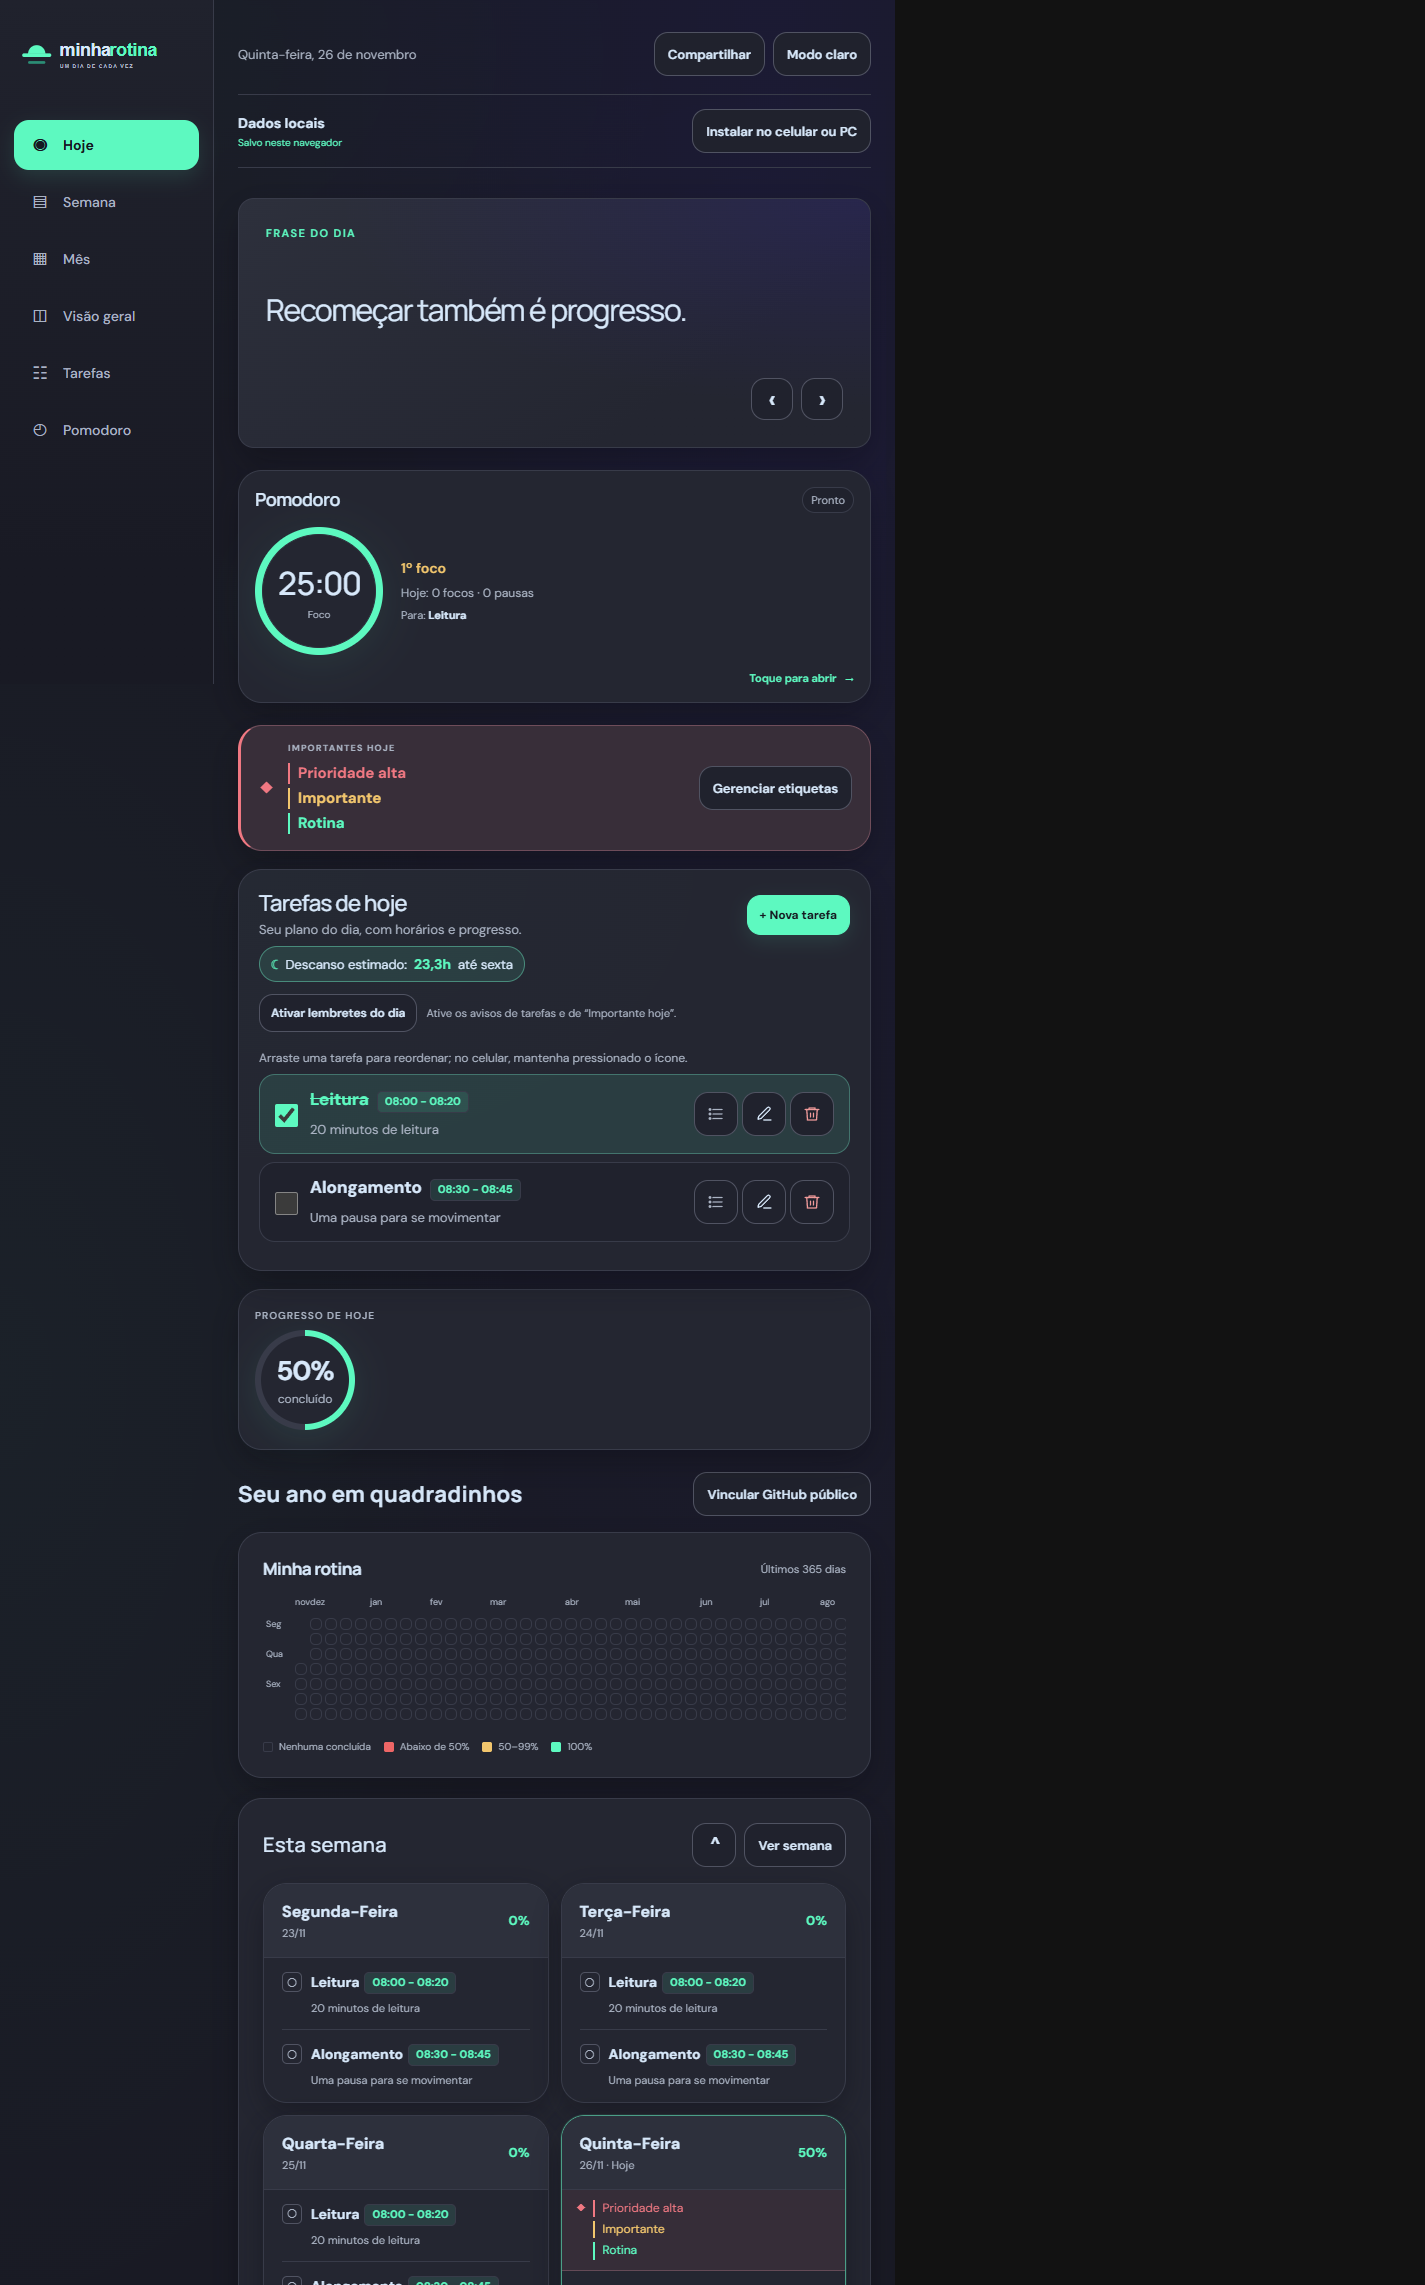 minharotina
UM DIA DE CADA VEZ
Hoje
Semana
Mês
Visão geral
Tarefas
Pomodoro
Quinta-feira, 26 de novembro
Compartilhar
Modo claro
Dados locais
Salvo neste navegador
Instalar no celular ou PC
FRASE DO DIA
Recomeçar também é progresso.
‹ ›
Pomodoro
Pronto
25:00
Foco
1º foco
Hoje: 0 focos · 0 pausas
Para: Leitura
Toque para abrir →
IMPORTANTES HOJE
Prioridade alta
Importante
Rotina
Gerenciar etiquetas
Tarefas de hoje
Seu plano do dia, com horários e progresso.
+ Nova tarefa
☾ Descanso estimado: 23,3h até sexta
Ativar lembretes do dia
Ative os avisos de tarefas e de “Importante hoje”.
Arraste uma tarefa para reordenar; no celular, mantenha pressionado o ícone.
Leitura 08:00 - 08:20
20 minutos de leitura
Alongamento 08:30 - 08:45
Uma pausa para se movimentar
PROGRESSO DE HOJE
50%
concluído
Seu ano em quadradinhos
Vincular GitHub público
Minha rotina
Últimos 365 dias
novdez jan fev mar abr mai jun jul ago
Seg
Qua
Sex
Nenhuma concluída Abaixo de 50% 50–99% 100%
Esta semana
^
Ver semana
Segunda-Feira
23/11
0%
Leitura 08:00 - 08:20
20 minutos de leitura
Alongamento 08:30 - 08:45
Uma pausa para se movimentar
Terça-Feira
24/11
0%
Leitura 08:00 - 08:20
20 minutos de leitura
Alongamento 08:30 - 08:45
Uma pausa para se movimentar
Quarta-Feira
25/11
0%
Leitura 08:00 - 08:20
20 minutos de leitura
Alongamento 08:30 - 08:45
Quinta-Feira
26/11 · Hoje
50%
Prioridade alta
Importante
Rotina